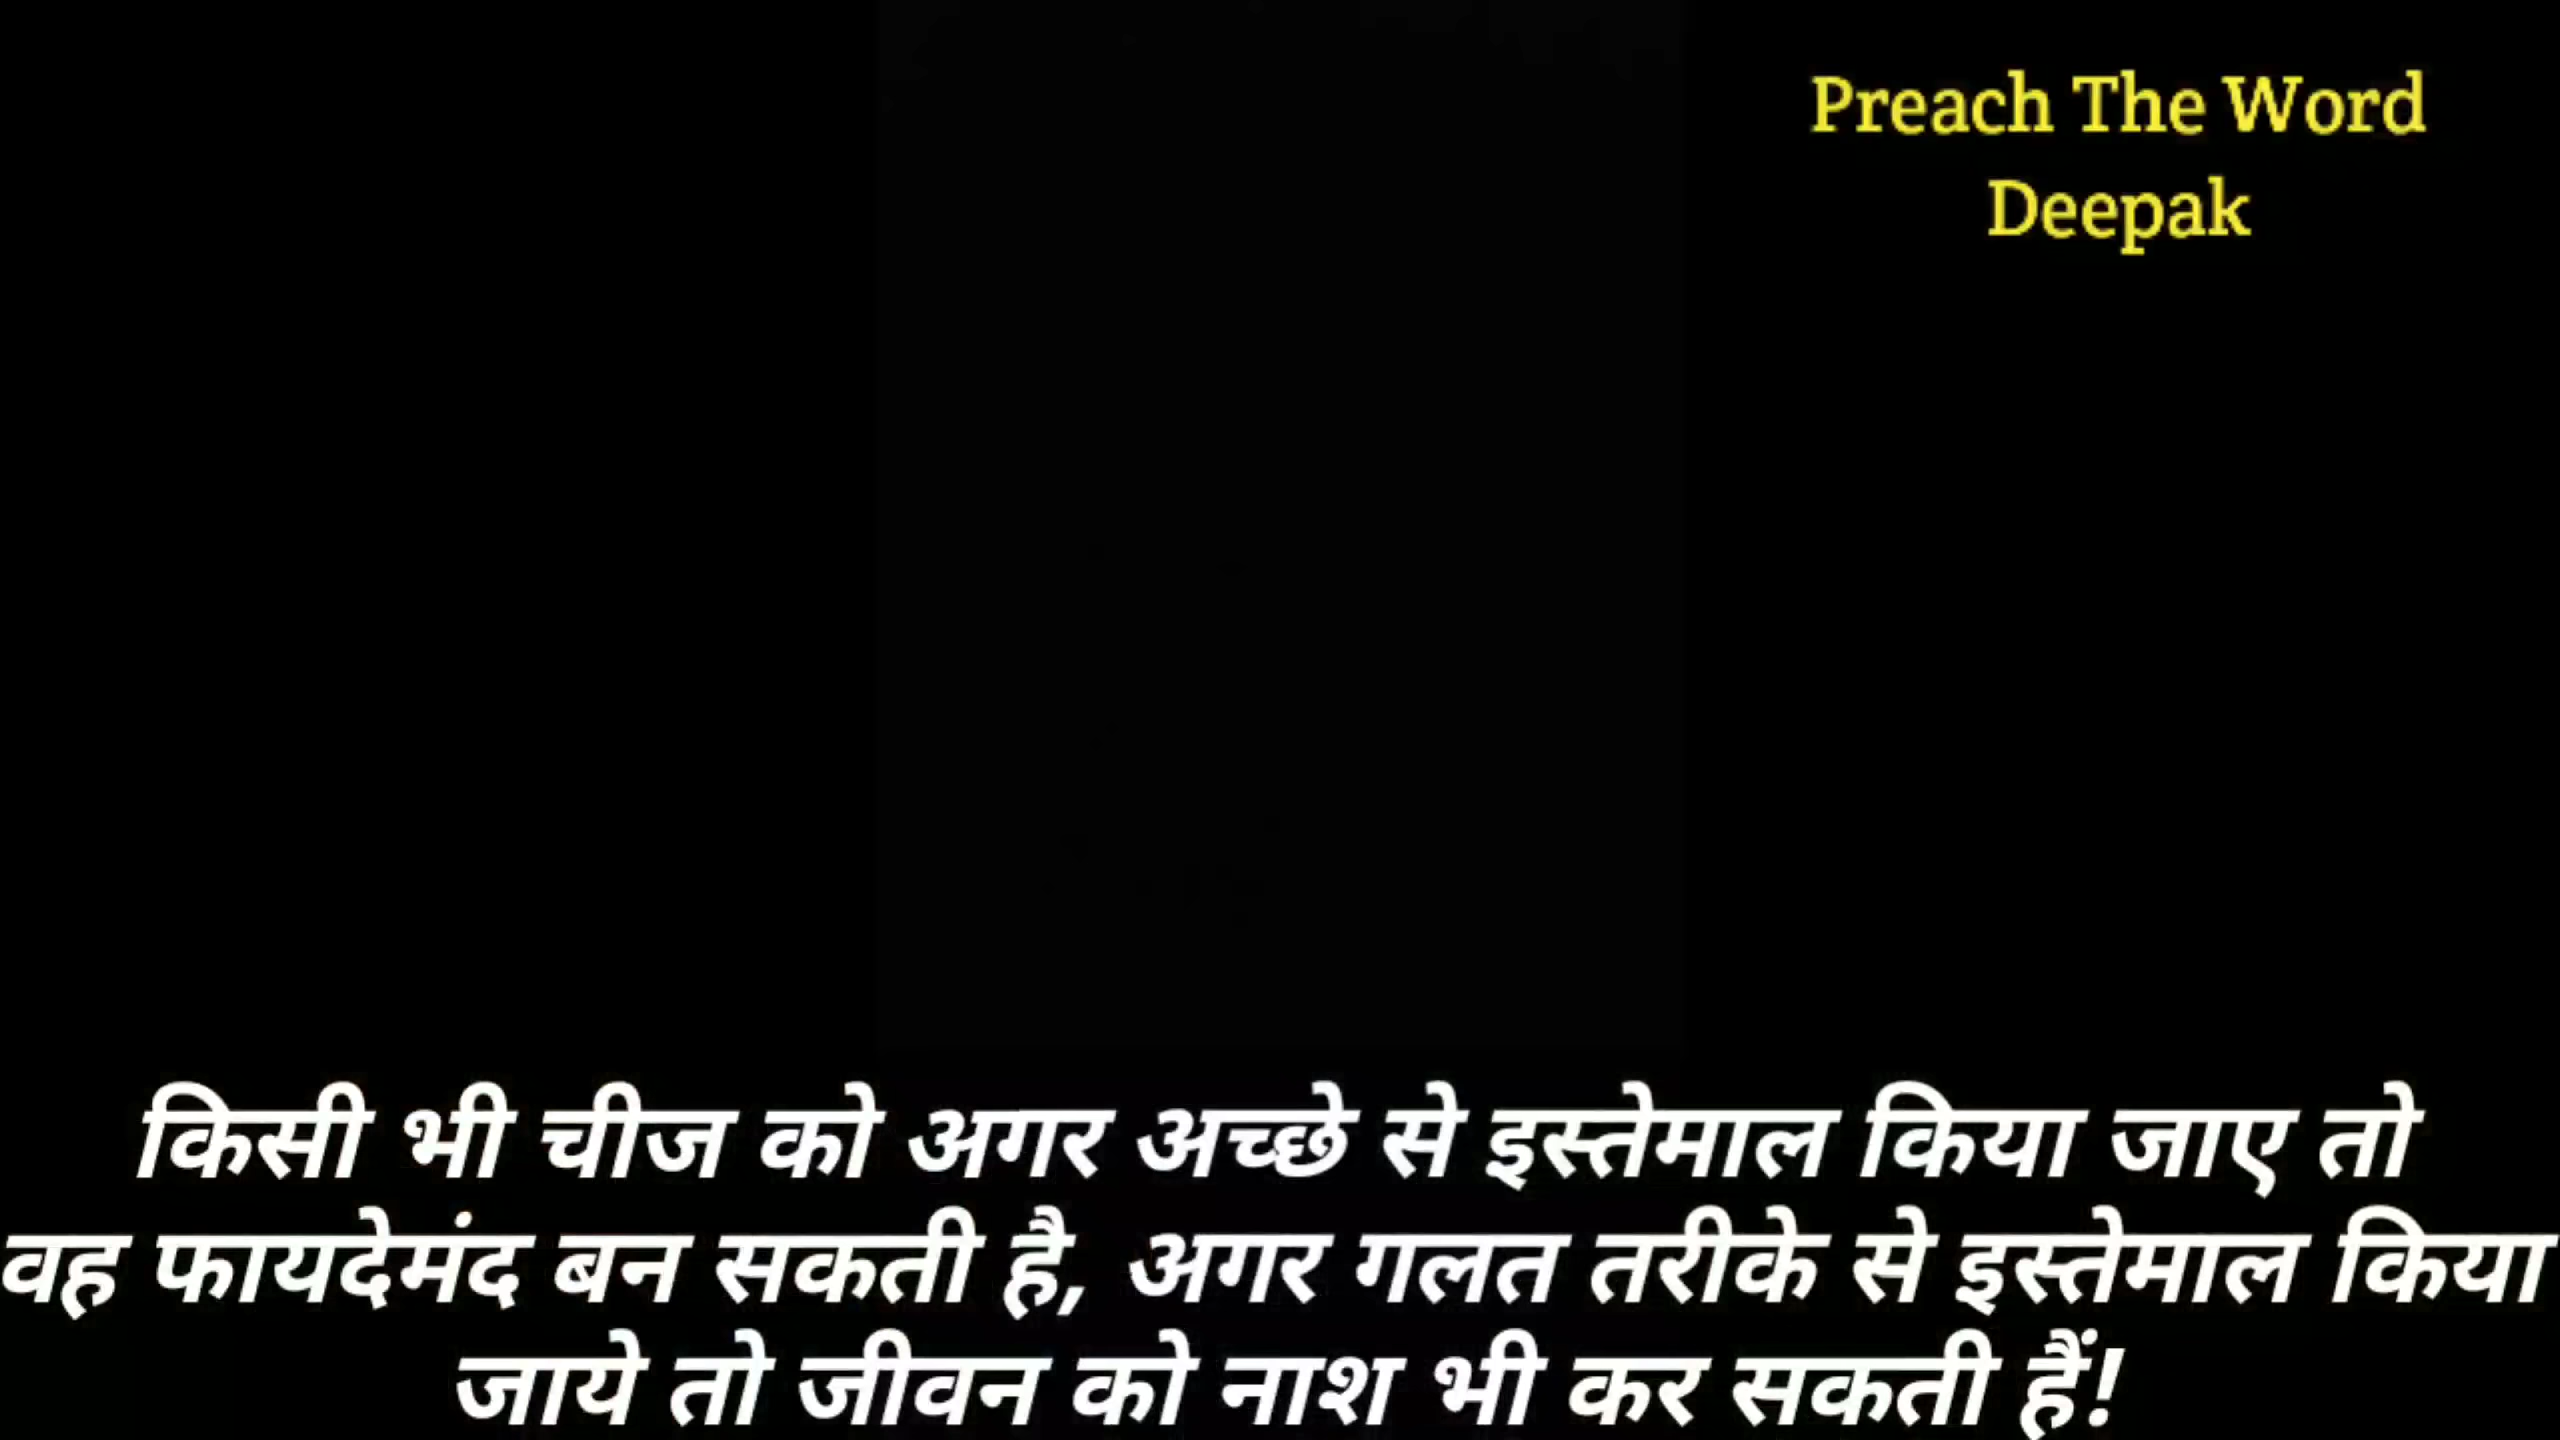 Preach The Word
Deepak
किसी भी चीज को अगर अच्छे से इस्तेमाल किया जाए तो
वह फायदेमंद बन सकती है, अगर गलत तरीके से इस्तेमाल किया
जाये तो जीवन को नाश भी कर सकती हैं!